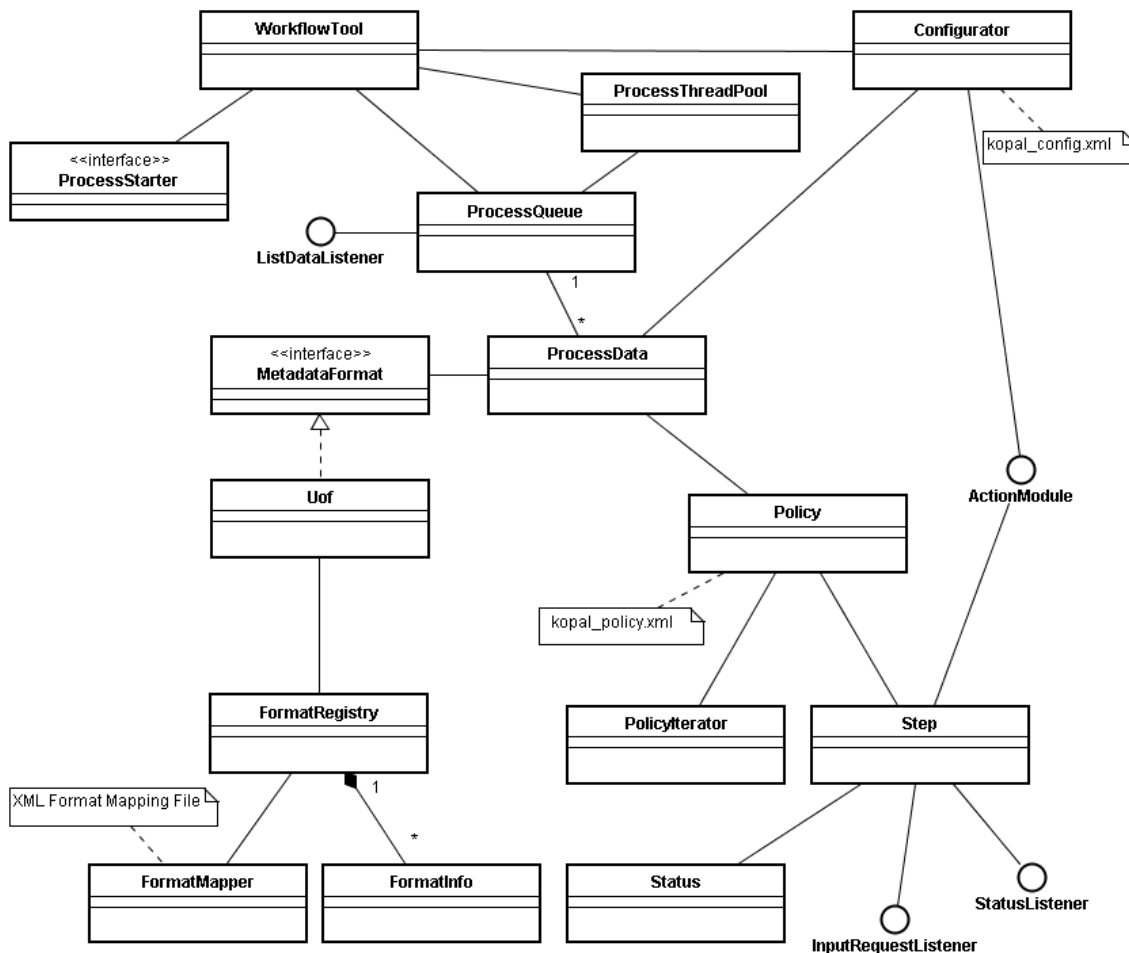 WorkflowTool
Configurator
ProcessThreadPool
kopal_config.xml
<<interface>>
ProcessStarter
ProcessQueue
ListDataListener
1
*
<<interface>>
MetadataFormat
ProcessData
Uof
ActionModule
Policy
kopal_policy.xml
FormatRegistry
PolicyIterator
Step
1
XML Format Mapping File
*
FormatMapper
FormatInfo
Status
StatusListener
InputRequestListener